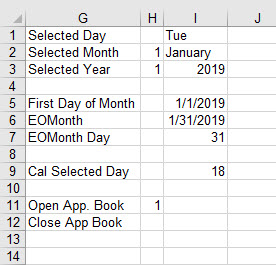 G H I J
1 Selected Day Tue
2 Selected Month 1 January
3 Selected Year 1 2019
4
5 First Day of Month 1/1/2019
6 EOMonth 1/31/2019
7 EOMonth Day 31
8
9 Cal Selected Day 18
10
11 Open App. Book 1
12 Close App Book
13
14